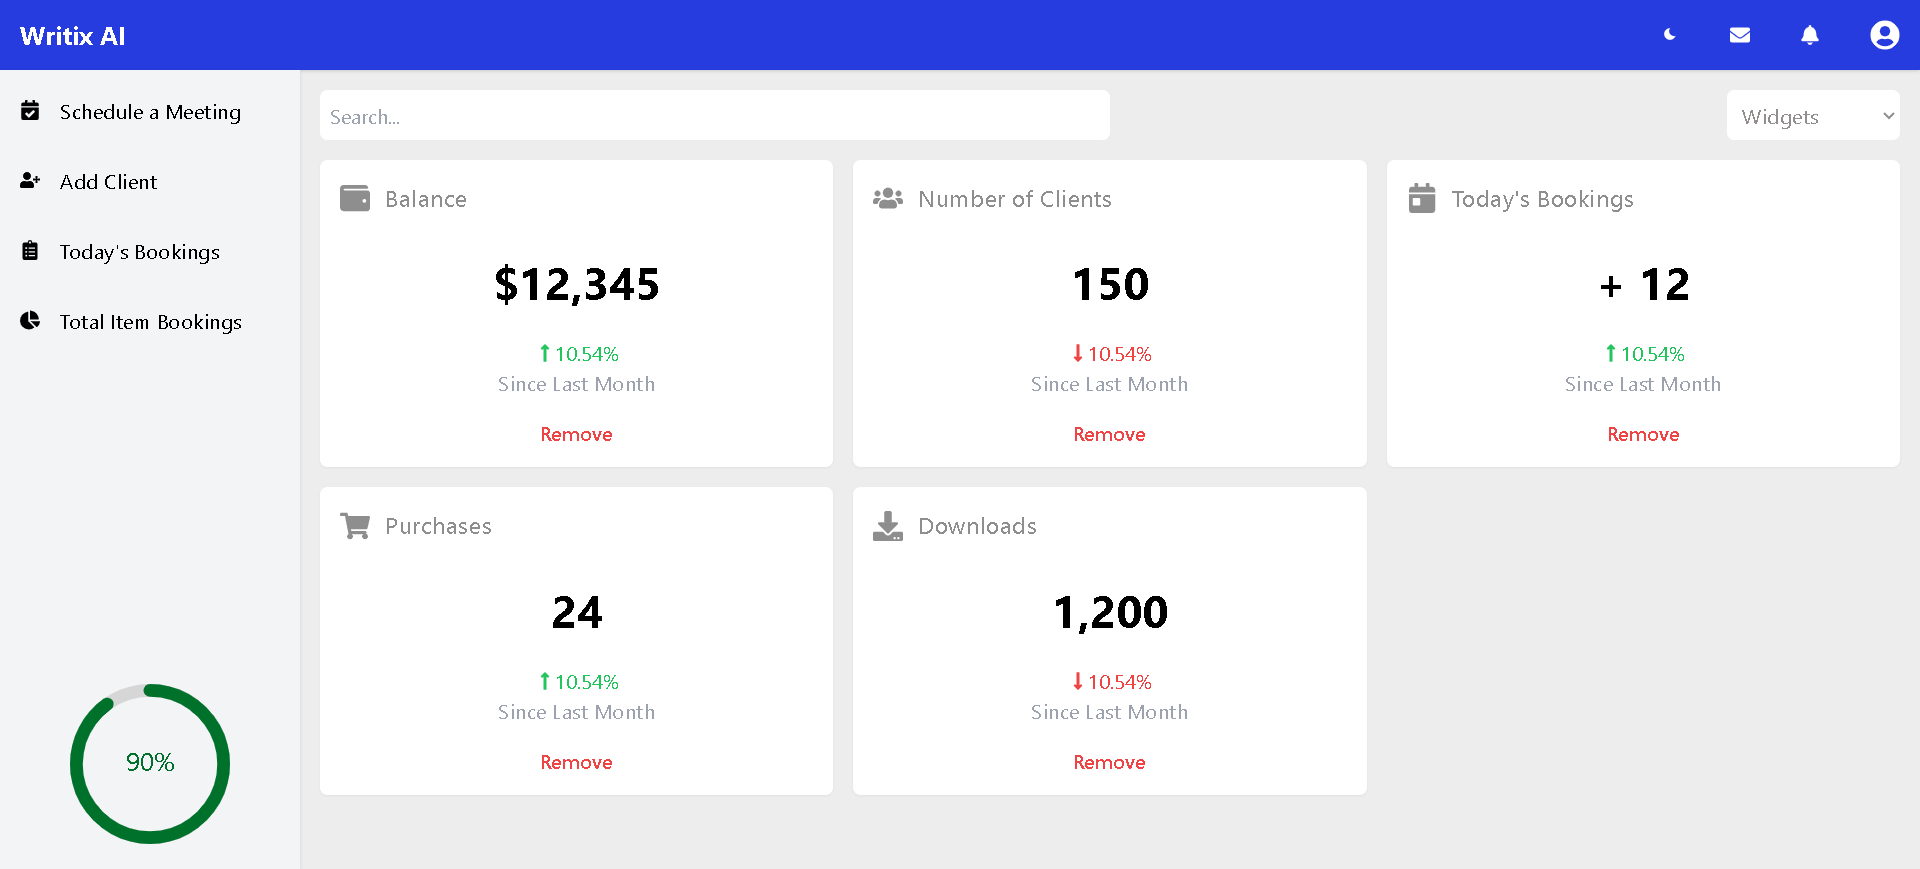 Writix AI
Schedule a Meeting
Add Client
Today's Bookings
Total Item Bookings
90%
Search...
Widgets
Balance
$12,345
10.54%
Since Last Month
Remove
Number of Clients
150
10.54%
Since Last Month
Remove
Today's Bookings
+ 12
10.54%
Since Last Month
Remove
Purchases
24
10.54%
Since Last Month
Remove
Downloads
1,200
10.54%
Since Last Month
Remove